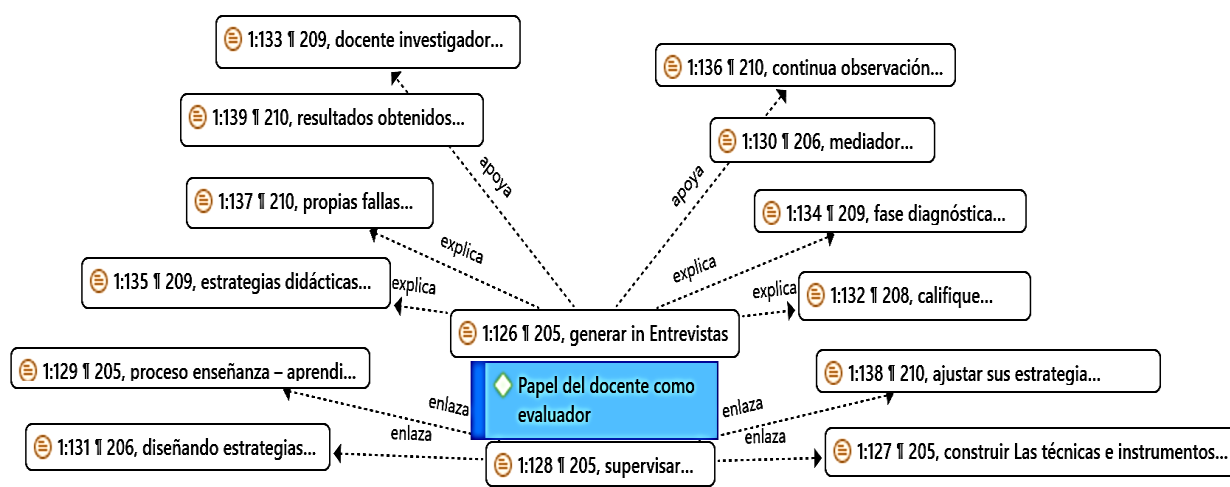 1:133 ¶ 209, docente investigador...
1:136 ¶ 210, continua observación...
1:139 ¶ 210, resultados obtenidos...
1:130 ¶ 206, mediador...
apoya
apoya
1:137 ¶ 210, propias fallas...
1:134 ¶ 209, fase diagnóstica...
explica
explica
1:135 ¶ 209, estrategias didácticas...
explica
explica
1:132 ¶ 208, califique...
1:126 ¶ 205, generar in Entrevistas
1:129 ¶ 205, proceso enseñanza – aprendi...
Papel del docente como
evaluador
1:138 ¶ 210, ajustar sus estrategia...
enlaza
enlaza
enlaza
enlaza
1:131 ¶ 206, diseñando estrategias...
1:128 ¶ 205, supervisar...
1:127 ¶ 205, construir Las técnicas e instrumentos...